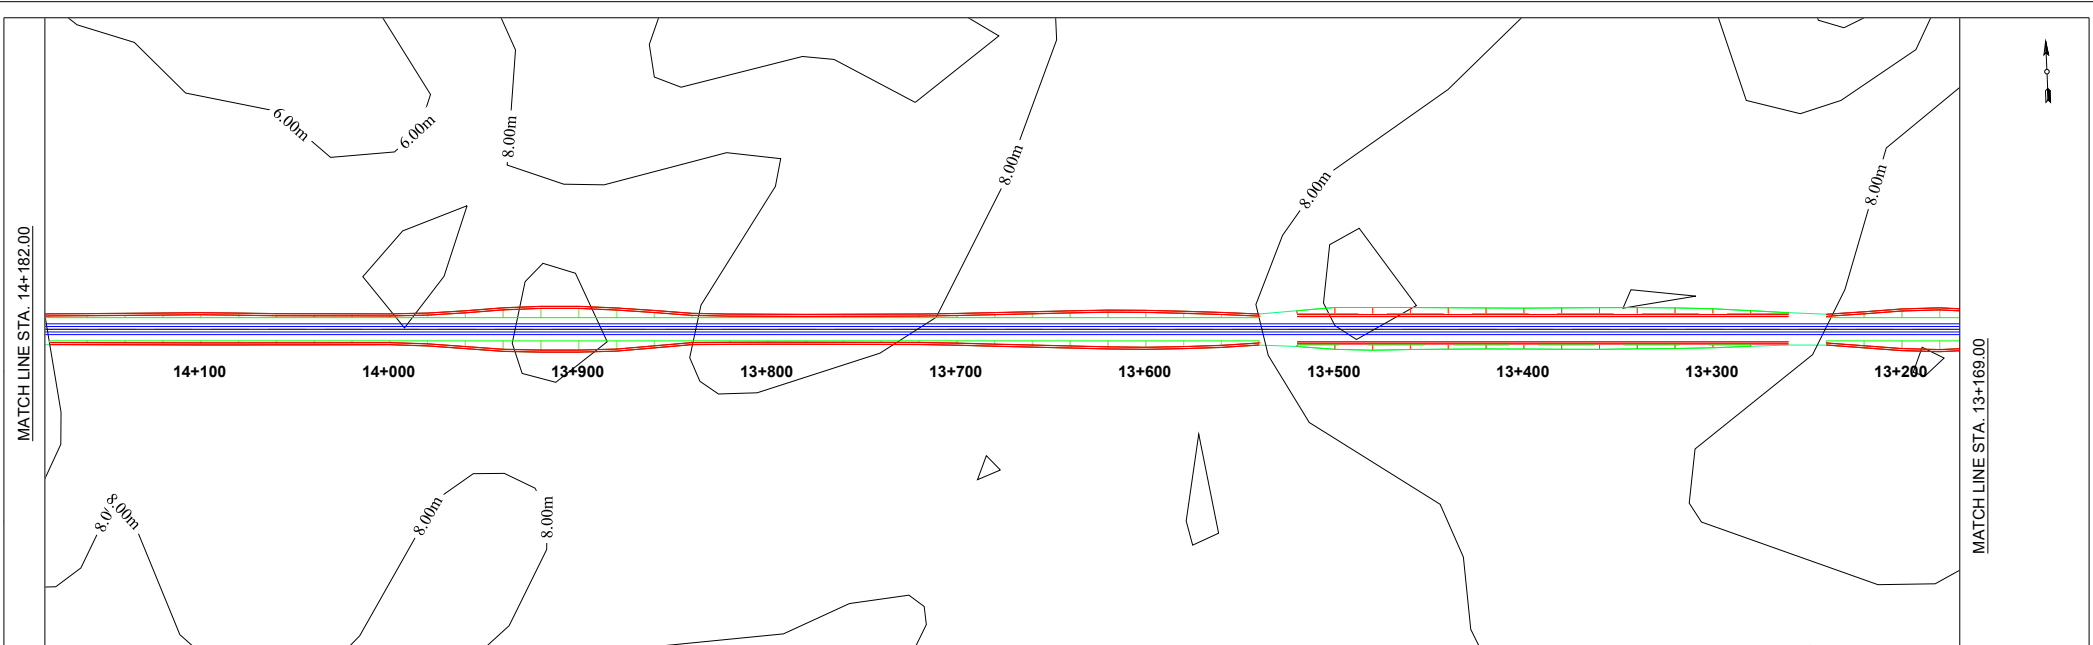 6.00m
6.00m
8.00m
8.00m
8.00m
8.00m
MATCH LINE STA. 14+182.00
14+100
14+000
13+900
13+800
13+700
13+600
13+500
13+400
13+300
13+200
MATCH LINE STA. 13+169.00
8.0
8.00m
8.00m
8.00m